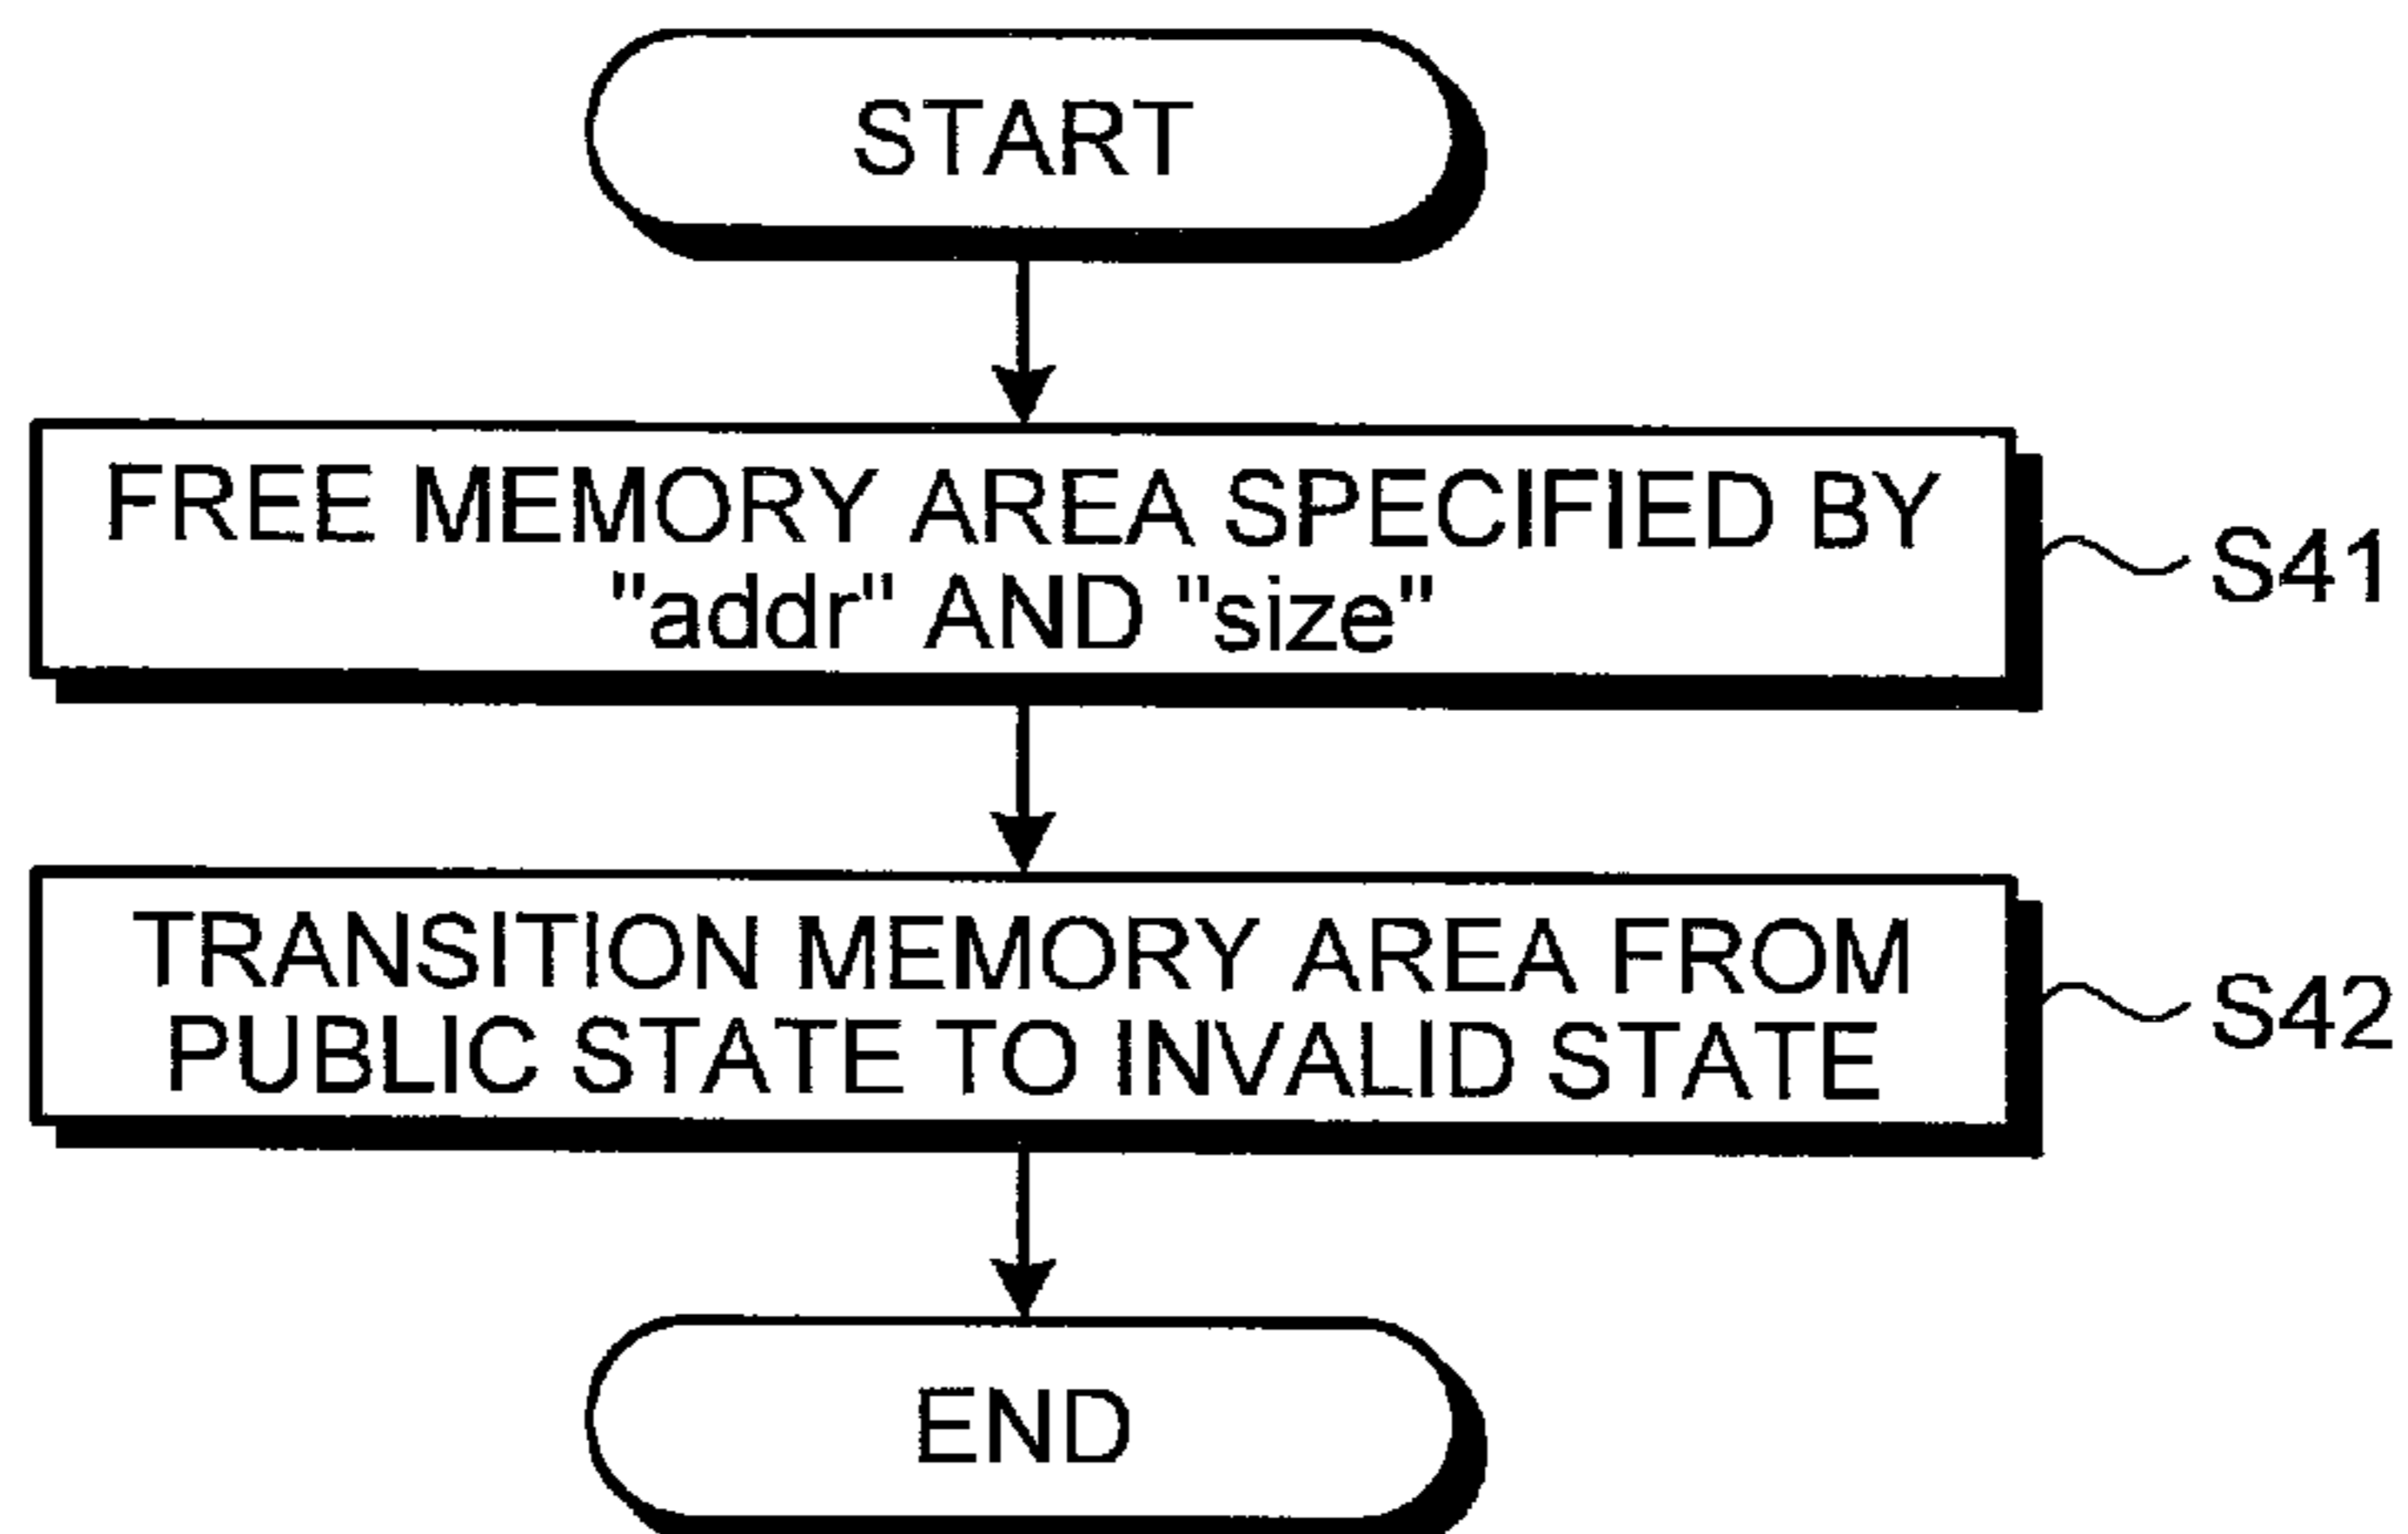 START
FREE MEMORY AREA SPECIFIED BY
"addr" AND "size"
S41
TRANSITION MEMORY AREA FROM
PUBLIC STATE TO INVALID STATE
S42
END